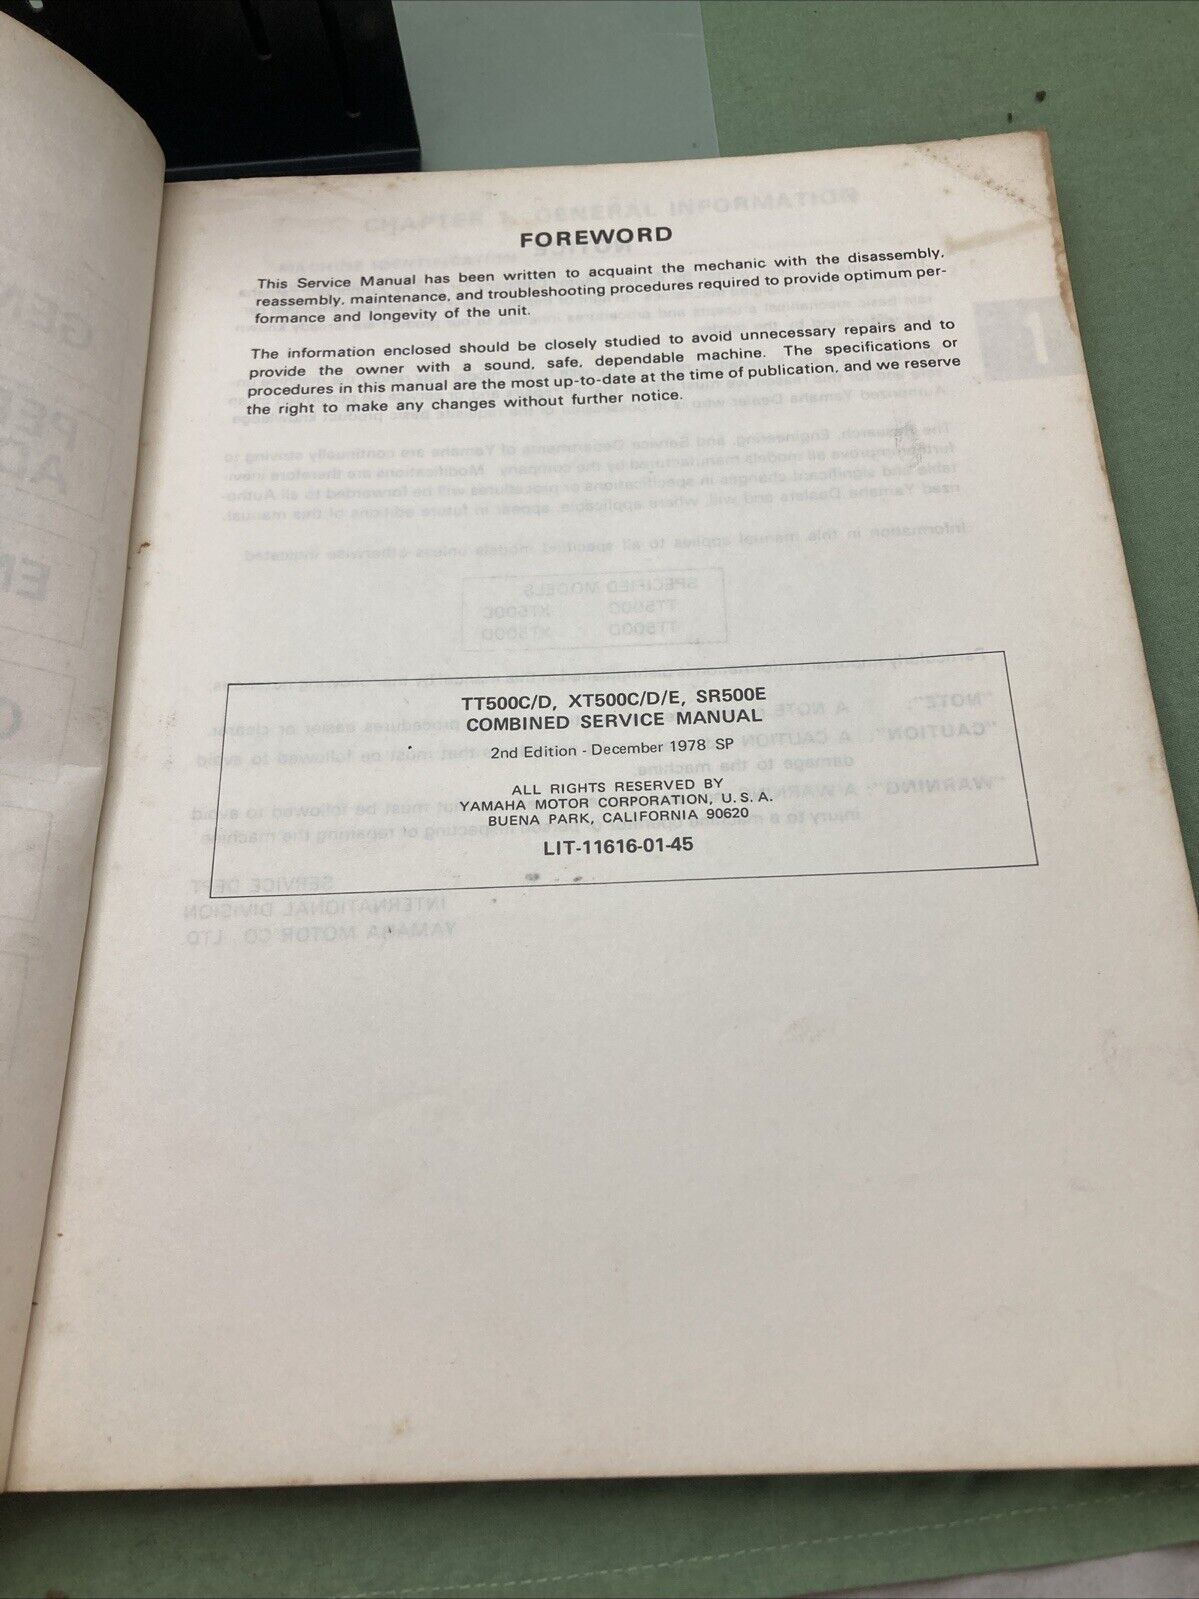 FOREWORD
This Service Manual has been written to acquaint the mechanic with the disassembly,
reassembly, maintenance, and troubleshooting procedures required to provide optimum per-
formance and longevity of the unit.
The information enclosed should be closely studied to avoid unnecessary repairs and to
provide the owner with a sound, safe, dependable machine. The specifications or
procedures in this manual are the most up-to-date at the time of publication, and we reserve
the right to make any changes without further notice.
TT500C/D, XT500C/D/E, SR500E
COMBINED SERVICE MANUAL
2nd Edition - December 1978 SP
ALL RIGHTS RESERVED BY
YAMAHA MOTOR CORPORATION, U.S.A.
BUENA PARK, CALIFORNIA 90620
LIT-11616-01-45